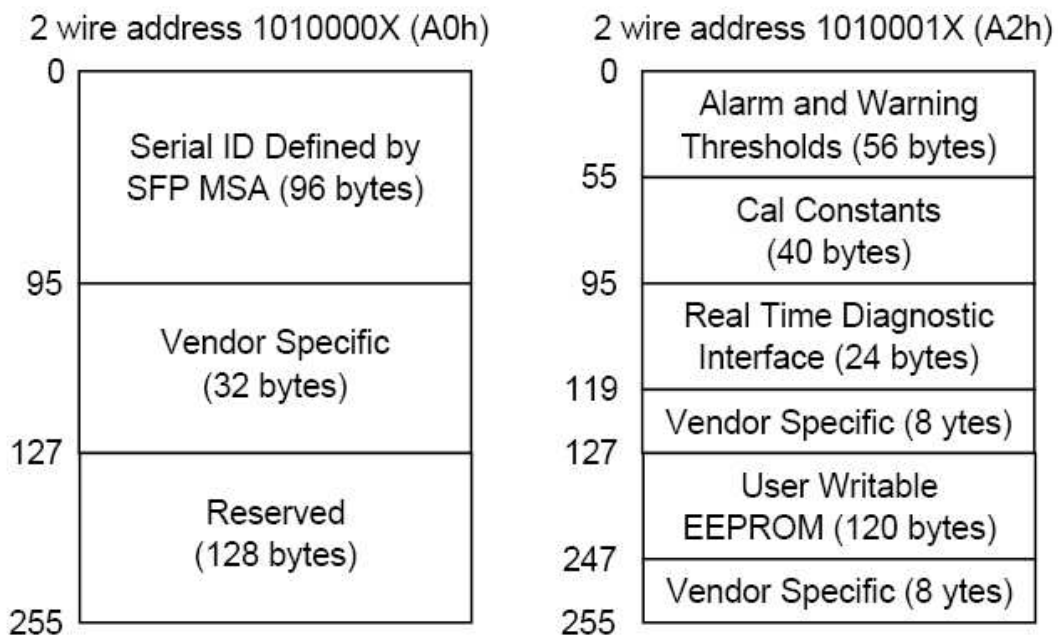 2 wire address 1010000X (A0h)
0
Serial ID Defined by
SFP MSA (96 bytes)
95
Vendor Specific
(32 bytes)
127
Reserved
(128 bytes)
255
2 wire address 1010001X (A2h)
0
Alarm and Warning
Thresholds (56 bytes)
55
Cal Constants
(40 bytes)
95
Real Time Diagnostic
Interface (24 bytes)
119
Vendor Specific (8 ytes)
127
User Writable
EEPROM (120 bytes)
247
Vendor Specific (8 ytes)
255